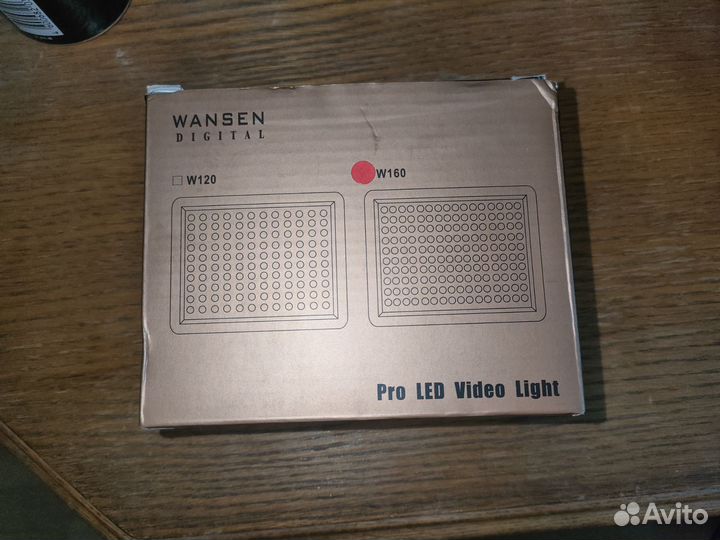 WANSEN
DIGITAL
W120
W160
Pro LED Video Light
Avito